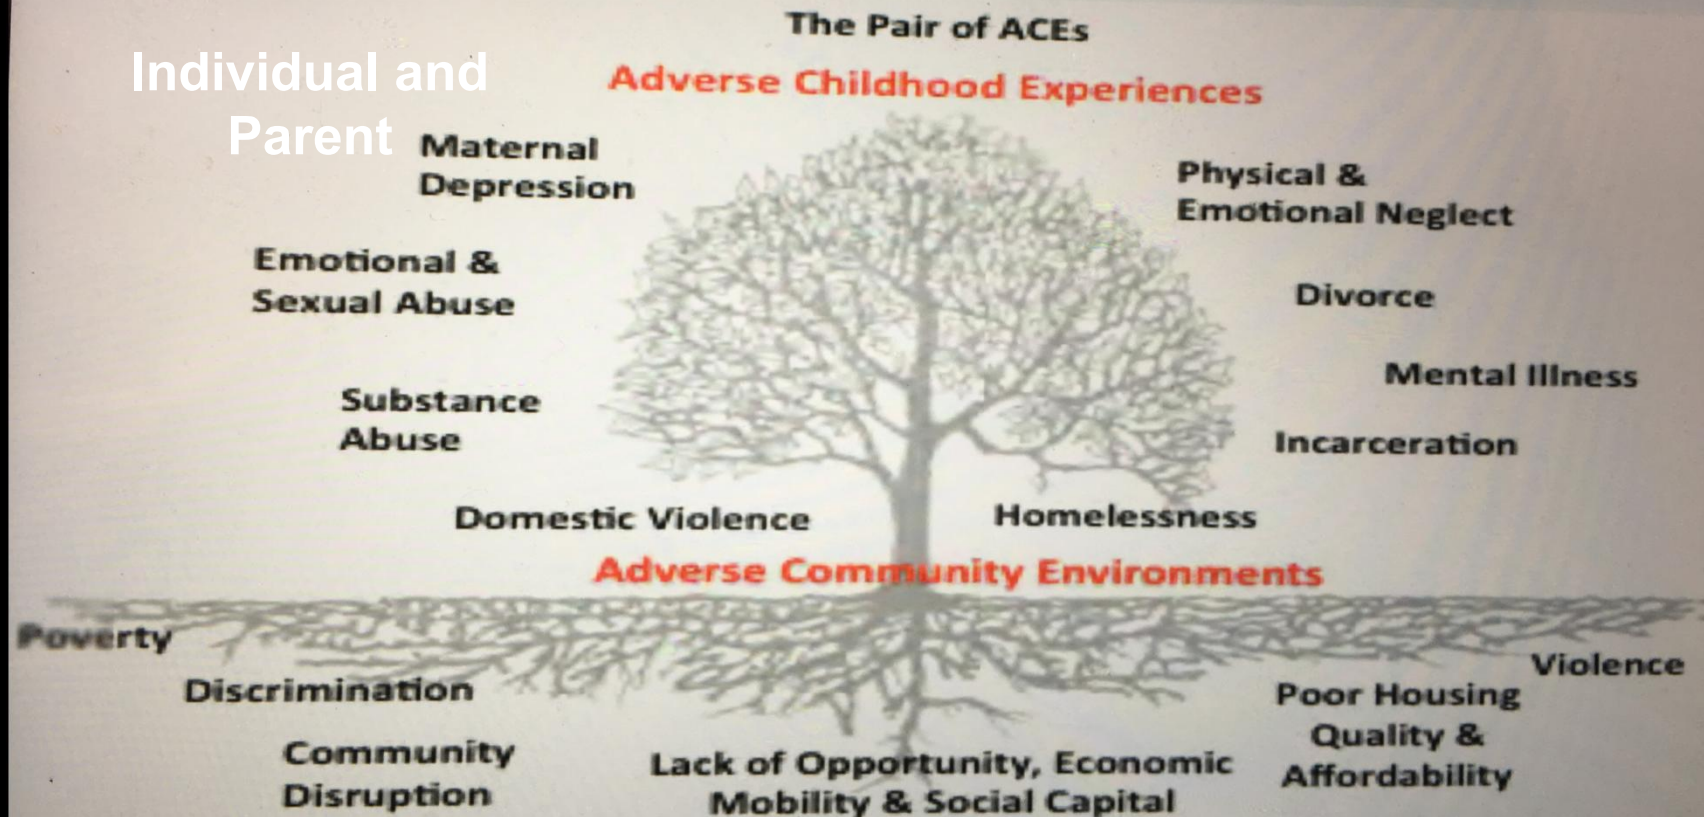 The Pair of ACEs
Adverse Childhood Experiences
Individual and
Parent
Maternal
Depression
Physical &
Emotional Neglect
Emotional &
Sexual Abuse
Divorce
Mental Illness
Substance
Abuse
Incarceration
Domestic Violence
Homelessness
Adverse Community Environments
Poverty
Violence
Discrimination
Poor Housing
Quality &
Affordability
Community
Disruption
Lack of Opportunity, Economic
Mobility & Social Capital